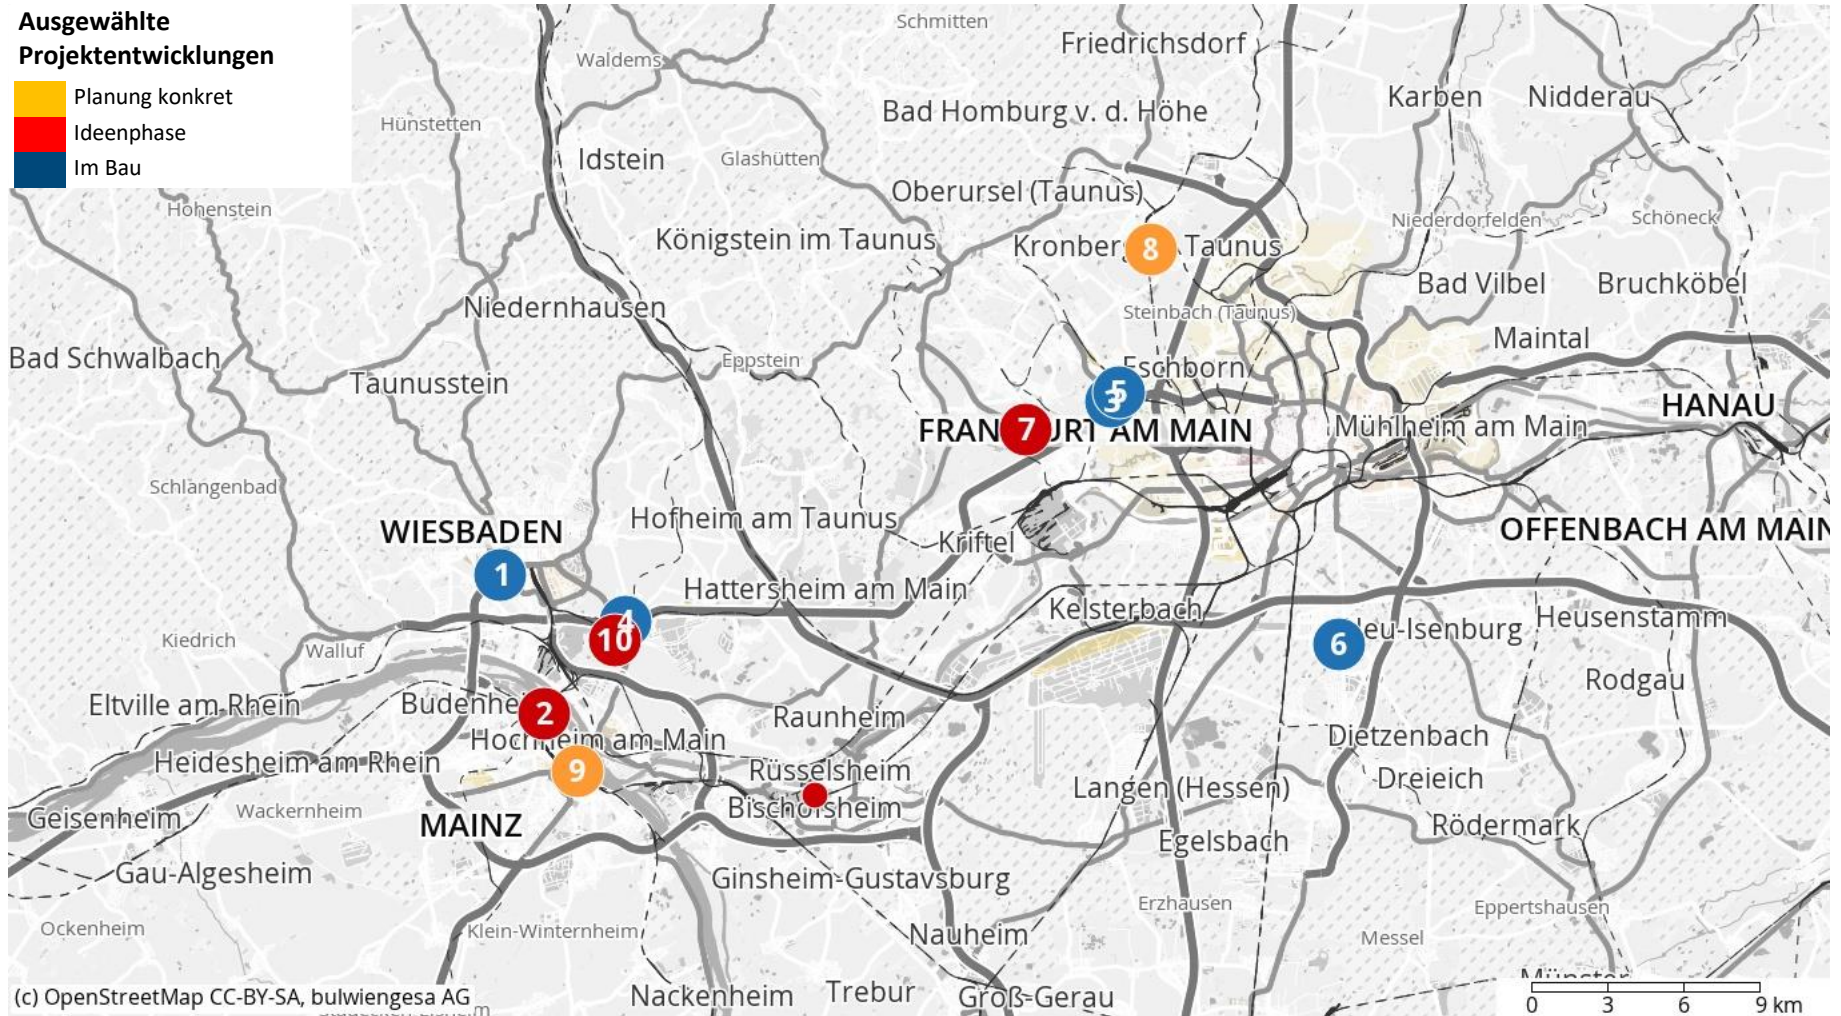 Ausgewählte
Projektentwicklungen
Planung konkret
Ideenphase
Im Bau
Schmitten
Friedrichsdorf
Waldems
Karben
Nidderau
Bad Homburg v. d. Höhe
Hünstetten
Idstein
Glashütten
Oberursel (Taunus)
Hohenstein
Niederdorfelden
Schöneck
Königstein im Taunus
Kronberg
8
Taunus
Bad Vilbel
Bruchköbel
Niedernhausen
Steinbach (Taunus)
Maintal
Bad Schwalbach
Eppstein
Eschborn
Taunusstein
5
3
HANAU
FRAN
7
URT AM MAIN
Mühlheim am Main
Schlangenbad
Hofheim am Taunus
WIESBADEN
Kriftel
OFFENBACH AM MAIN
1
Hattersheim am Main
Kelsterbach
Heusenstamm
4
10
6
Neu-Isenburg
Kiedrich
Walluf
Rodgau
Eltville am Rhein
Budenhe
2
Raunheim
Hochheim am Main
Dietzenbach
Heidesheim am Rhein
9
Rüsselsheim
Dreieich
Langen (Hessen)
Bischofsheim
Wackernheim
Geisenheim
MAINZ
Rödermark
Egelsbach
Gau-Algesheim
Ginsheim-Gustavsburg
Erzhausen
Eppertshausen
Ockenheim
Klein-Winternheim
Nauheim
Messel
Münster
(c) OpenStreetMap CC-BY-SA, bulwiengesa AG
Nackenheim
Trebur
Groß-Gerau
0 3 6 9 km